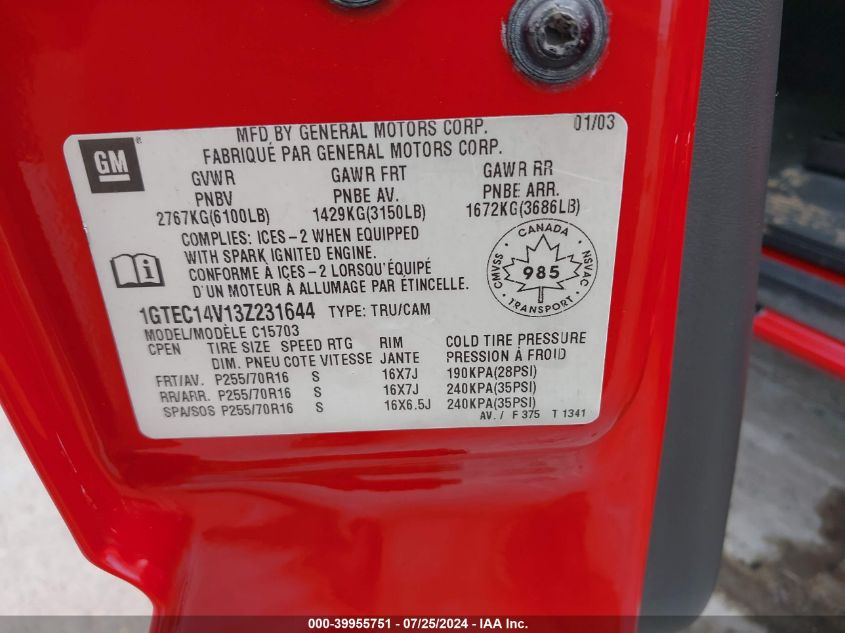 MFD BY GENERAL MOTORS CORP. 01/03
GM ®
FABRIQUÉ PAR GENERAL MOTORS CORP.
GVWR GAWR FRT GAWR RR
PNBV PNBE AV. PNBE ARR.
2767KG(6100LB) 1429KG(3150LB) 1672KG(3686LB)
COMPLIES: ICES-2 WHEN EQUIPPED
WITH SPARK IGNITED ENGINE.
CONFORME À ICES-2 LORSQU'ÉQUIPÉ
D'UN MOTEUR À ALLUMAGE PAR ÉTINCELLE.
CANADA
CMVSS 985 NSVAC
TRANSPORT
1GTEC14V13Z231644 TYPE: TRU/CAM
MODEL/MODÈLE C15703
CPEN TIRE SIZE SPEED RTG RIM COLD TIRE PRESSURE
DIM. PNEU COTE VITESSE JANTE PRESSION À FROID
FRT/AV. P255/70R16 S 16X7J 190KPA(28PSI)
RR/ARR. P255/70R16 S 16X7J 240KPA(35PSI)
SPA/SOS P255/70R16 S 16X6.5J 240KPA(35PSI)
AV. / F 375 T 1341
000-39955751 - 07/25/2024 - IAA Inc.